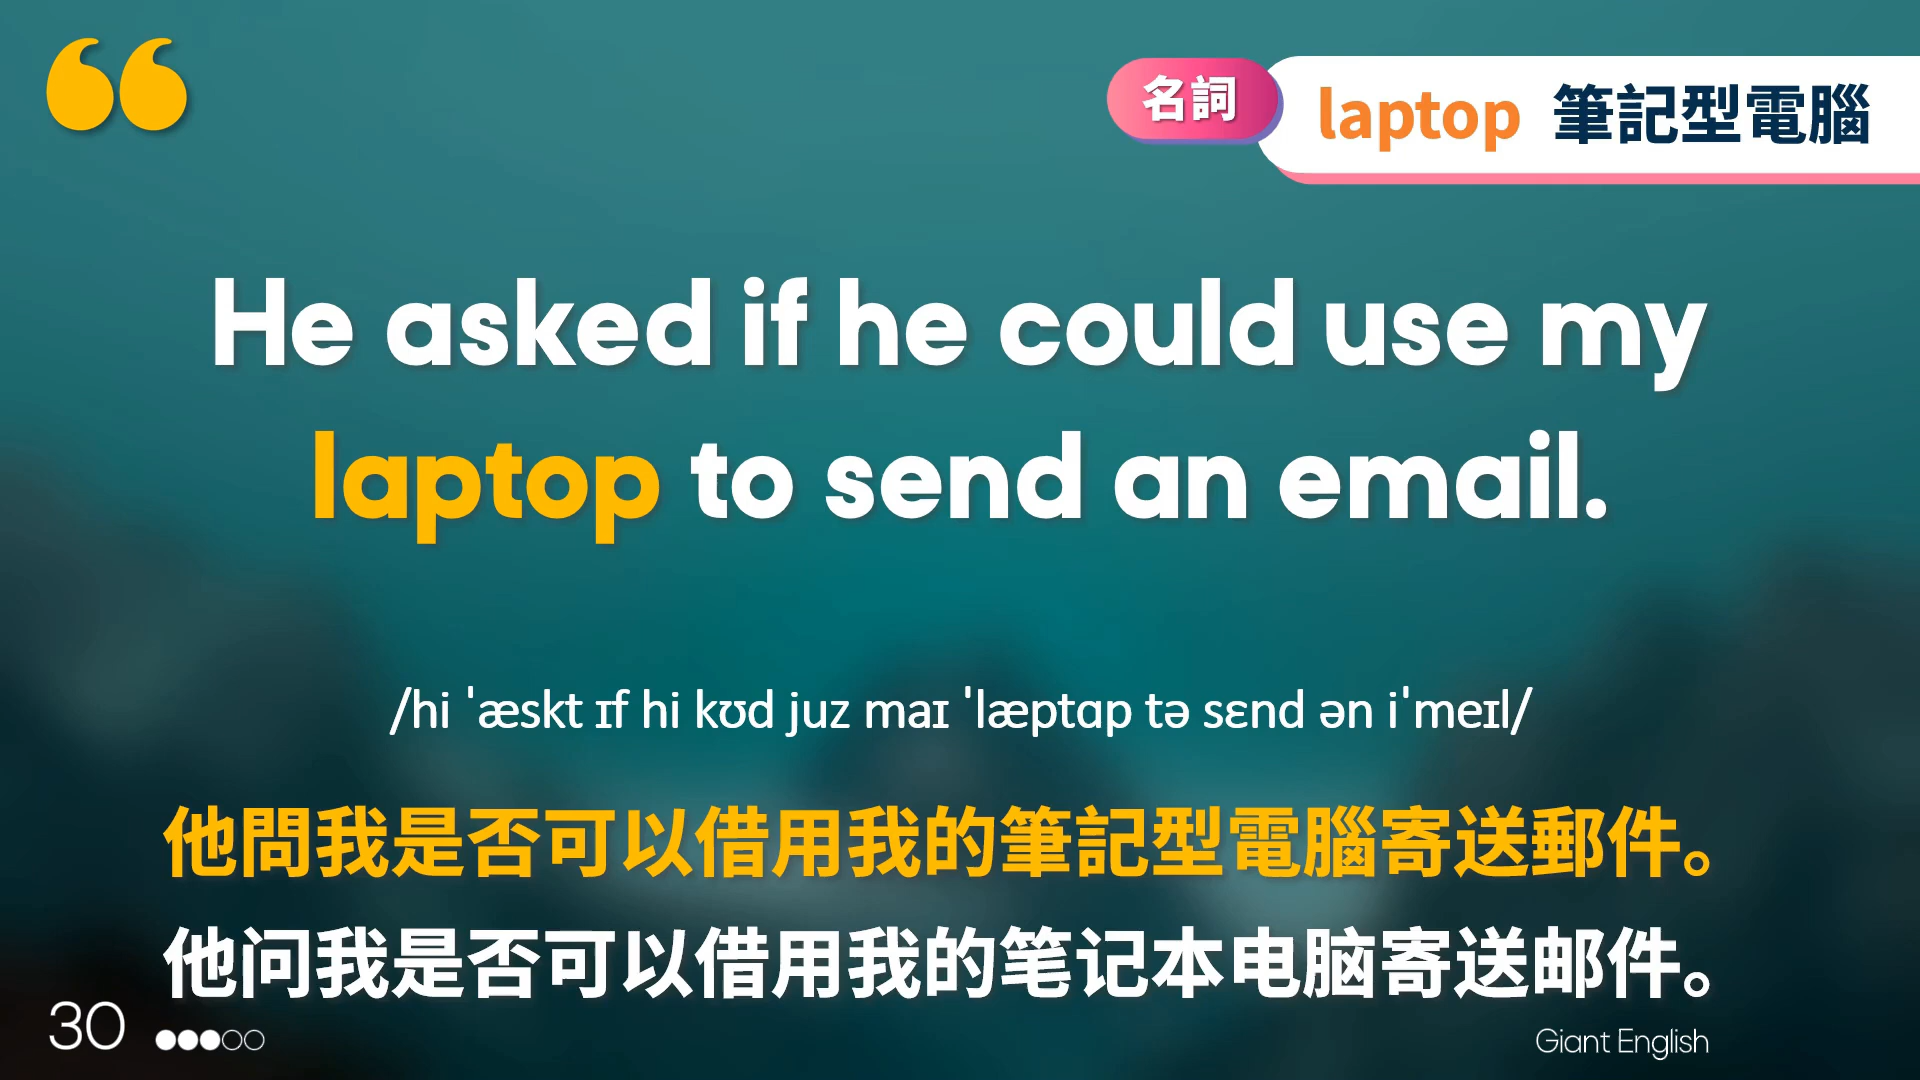 名詞
laptop 筆記型電腦
He asked if he could use my
laptop to send an email.
/hi ˈæskt ɪf hi kʊd juz maɪ ˈlæptɑp tə sɛnd ən iˈmeɪl/
他問我是否可以借用我的筆記型電腦寄送郵件。
他问我是否可以借用我的笔记本电脑寄送邮件。
30
Giant English